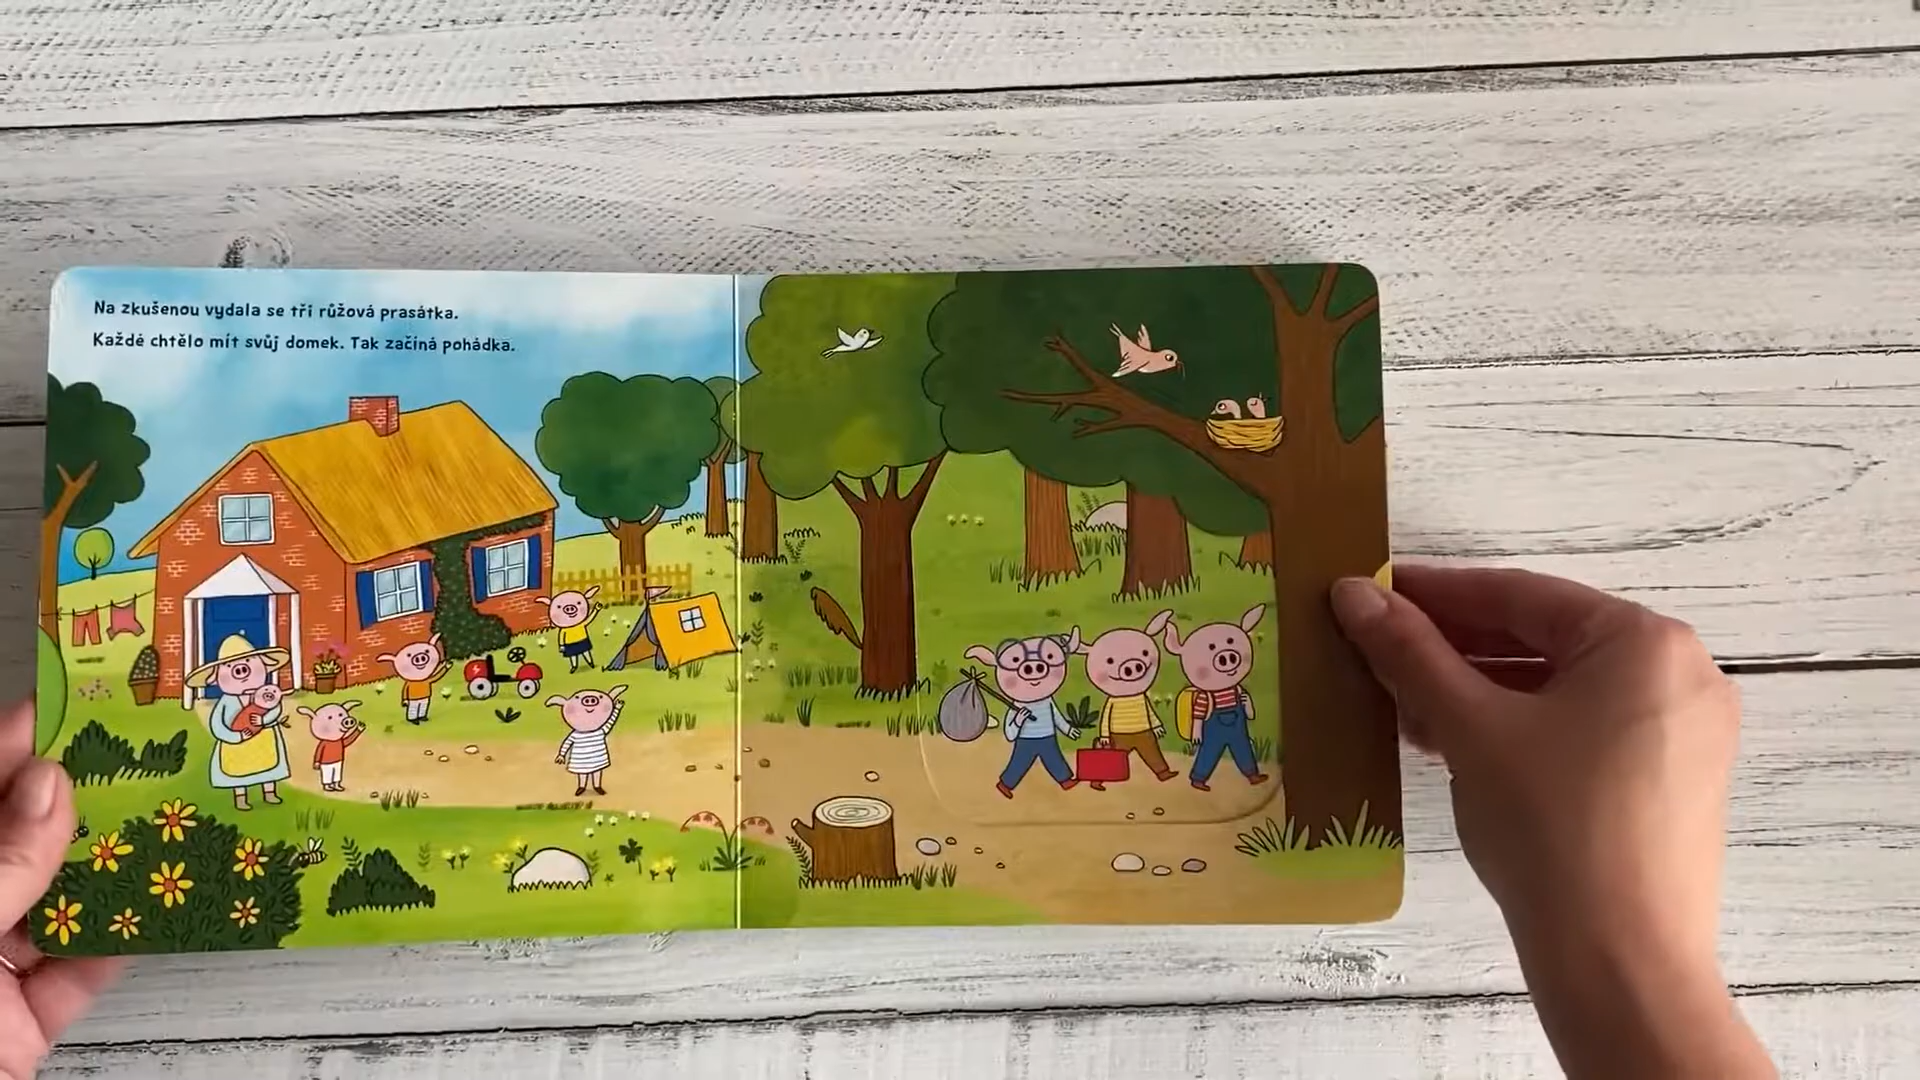 Na zkušenou vydala se tři růžová prasátka.
Každé chtělo mít svůj domek. Tak začíná pohádka.